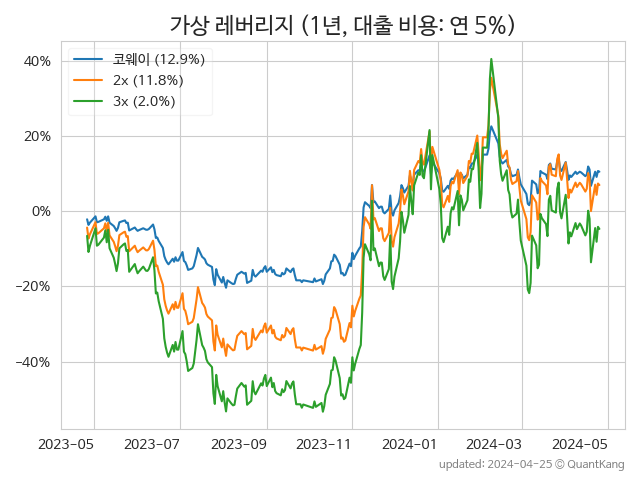 가상 레버리지 (1년, 대출 비용: 연 5%)
코웨이 (12.9%)
2x (11.8%)
3x (2.0%)
40%
20%
0%
−20%
−40%
2023-05 2023-07 2023-09 2023-11 2024-01 2024-03 2024-05
updated: 2024-04-25 © QuantKang